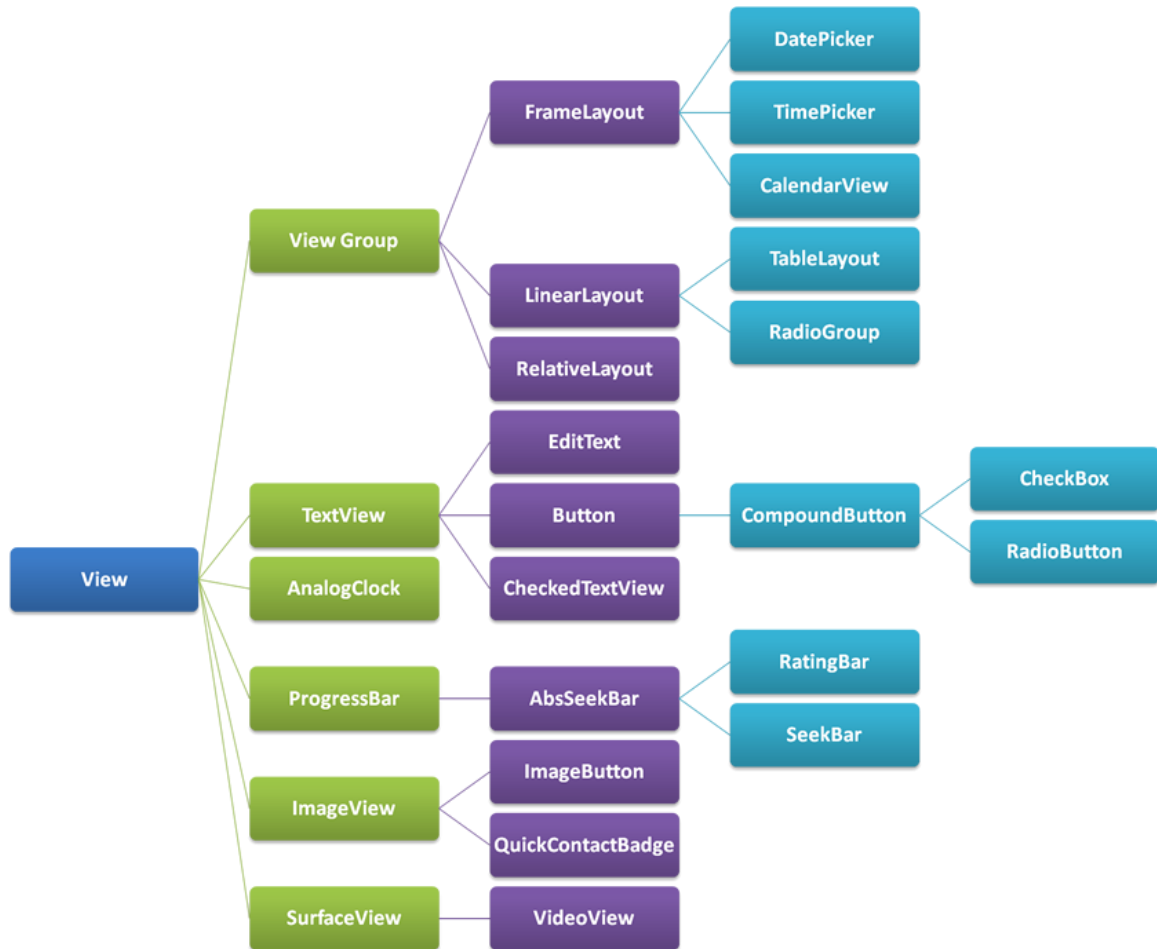 View
View Group
TextView
AnalogClock
ProgressBar
ImageView
SurfaceView
FrameLayout
LinearLayout
RelativeLayout
EditText
Button
CheckedTextView
AbsSeekBar
ImageButton
QuickContactBadge
VideoView
DatePicker
TimePicker
CalendarView
TableLayout
RadioGroup
CompoundButton
RatingBar
SeekBar
CheckBox
RadioButton